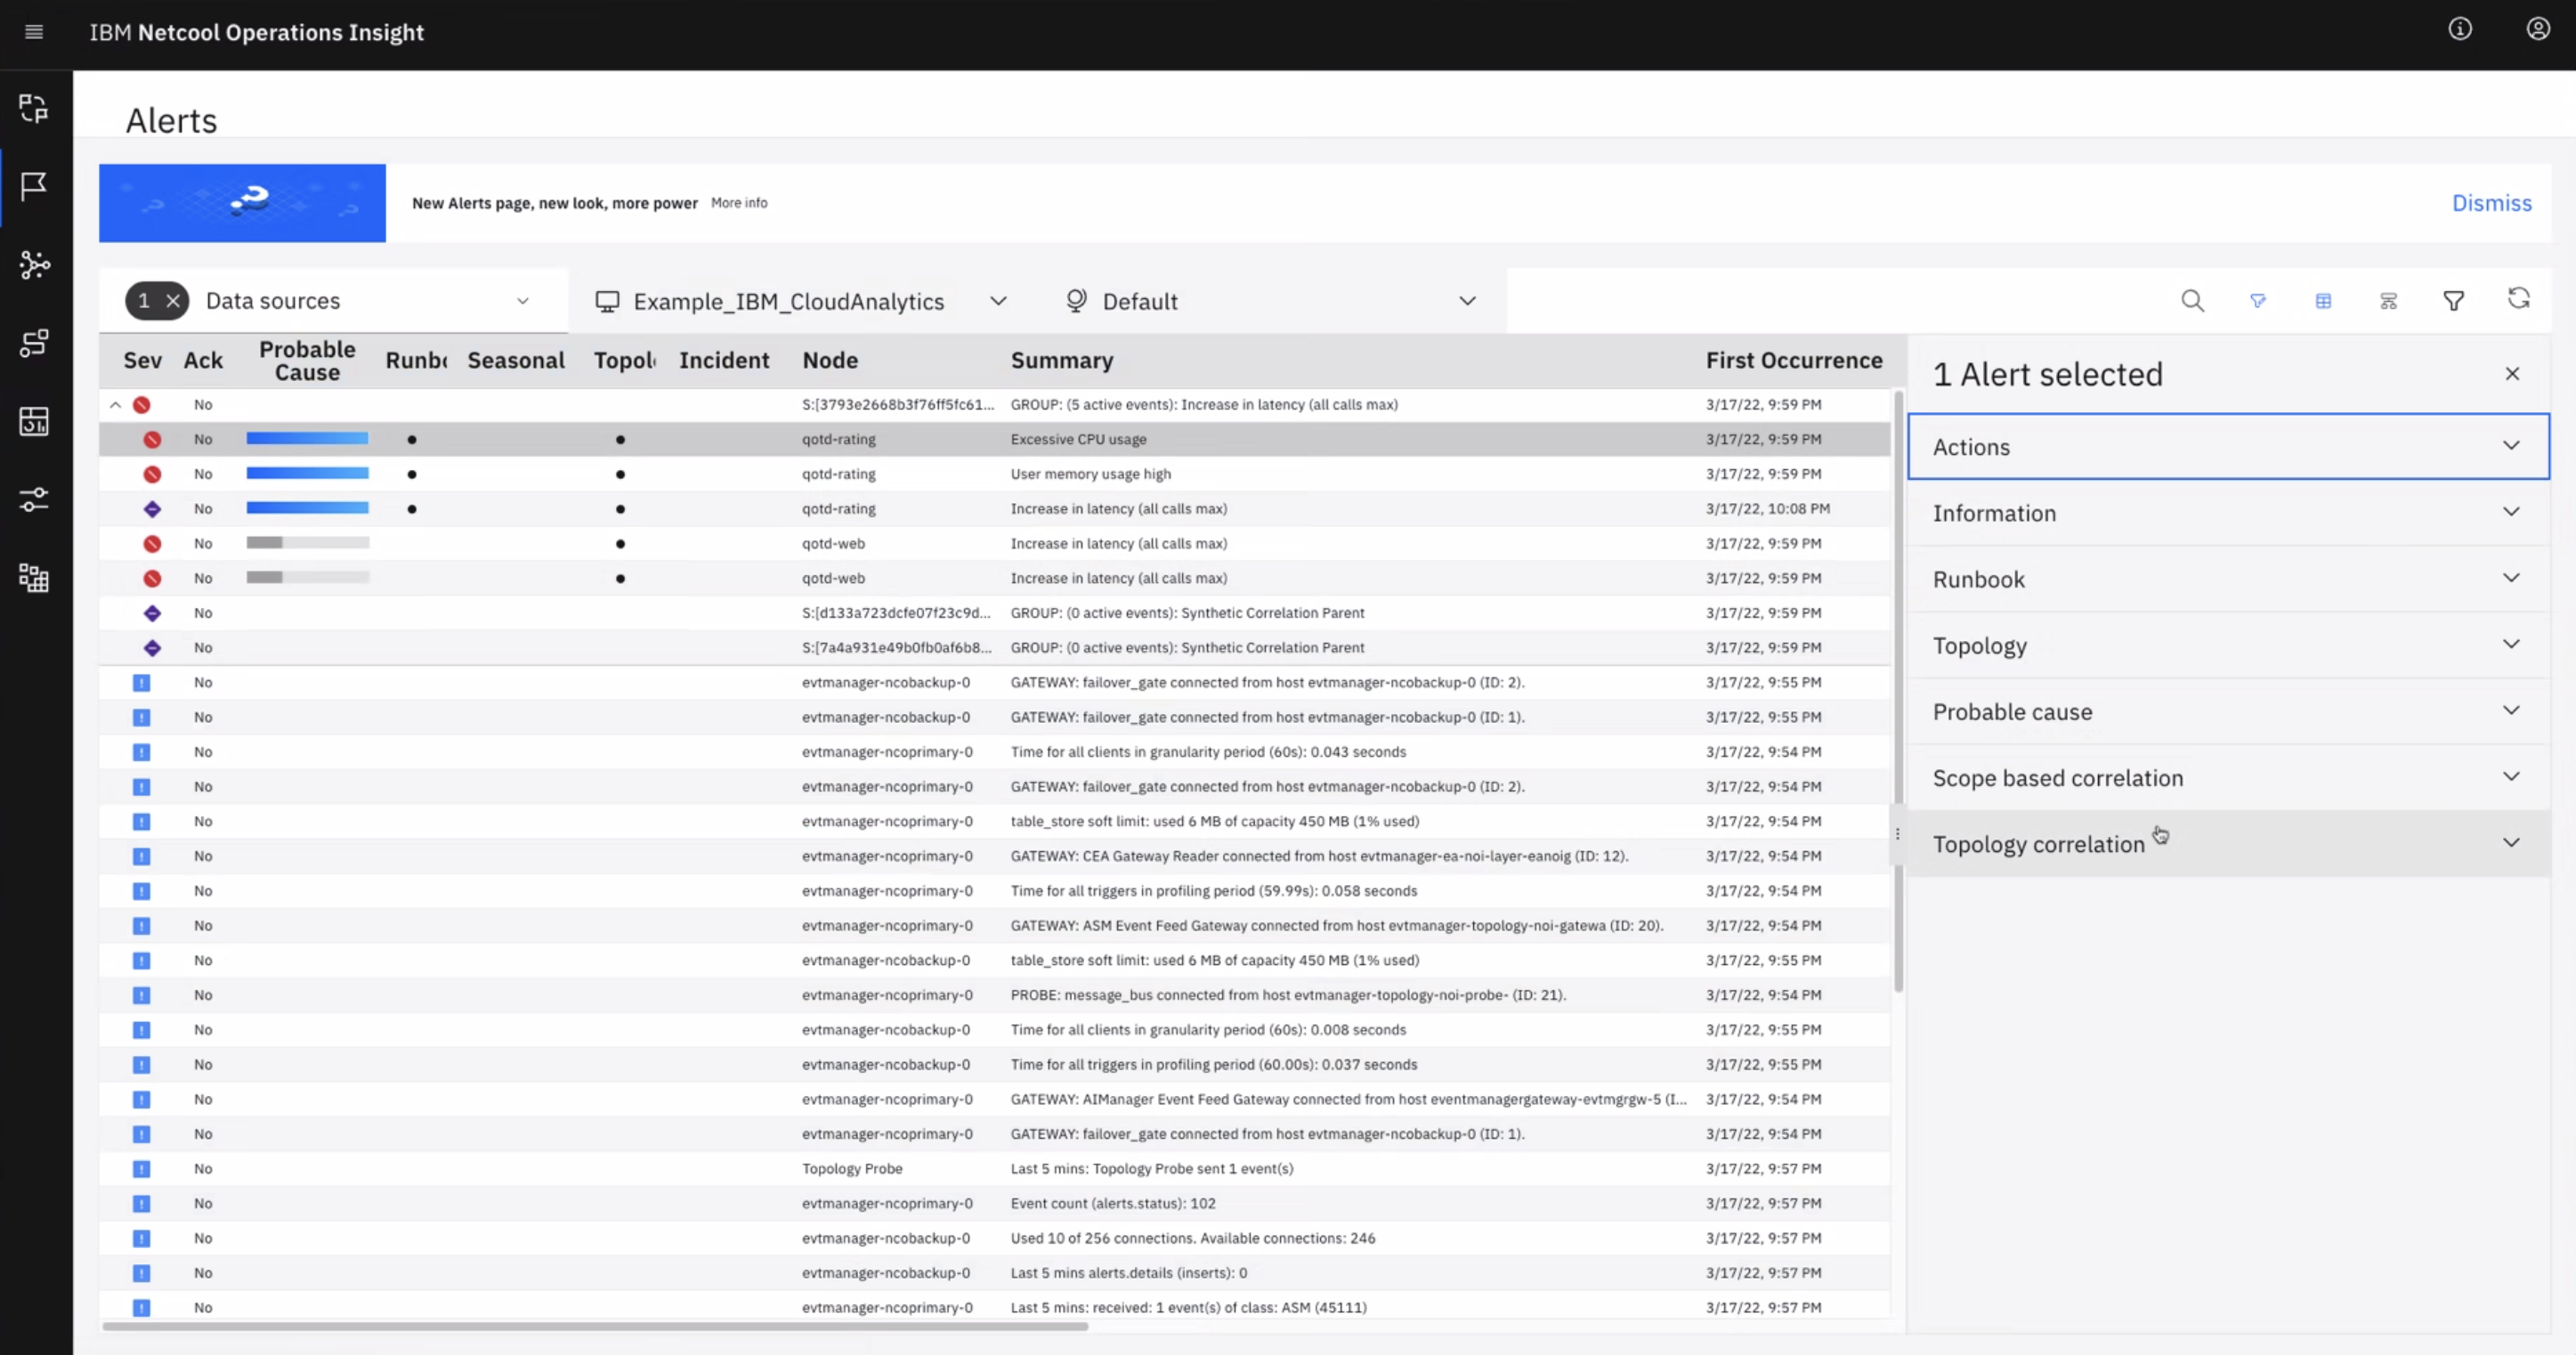 IBM Netcool Operations Insight
Alerts
New Alerts page, new look, more power More info
Dismiss
1 Data sources
Example_IBM_CloudAnalytics
Default
Sev Ack Probable Cause Runb Seasonal Topol Incident Node Summary First Occurrence
No S:[3793e2668b3f76ff5fc61... GROUP: (5 active events): Increase in latency (all calls max) 3/17/22, 9:59 PM
No qotd-rating Excessive CPU usage 3/17/22, 9:59 PM
No qotd-rating User memory usage high 3/17/22, 9:59 PM
No qotd-rating Increase in latency (all calls max) 3/17/22, 10:08 PM
No qotd-web Increase in latency (all calls max) 3/17/22, 9:59 PM
No qotd-web Increase in latency (all calls max) 3/17/22, 9:59 PM
No S:[d133a723dcfe07f23c9d... GROUP: (0 active events): Synthetic Correlation Parent 3/17/22, 9:59 PM
No S:[7a4a931e49b0fb0af6b8... GROUP: (0 active events): Synthetic Correlation Parent 3/17/22, 9:59 PM
No evtmanager-ncobackup-0 GATEWAY: failover_gate connected from host evtmanager-ncobackup-0 (ID: 2). 3/17/22, 9:55 PM
No evtmanager-ncobackup-0 GATEWAY: failover_gate connected from host evtmanager-ncobackup-0 (ID: 1). 3/17/22, 9:55 PM
No evtmanager-ncoprimary-0 Time for all clients in granularity period (60s): 0.043 seconds 3/17/22, 9:54 PM
No evtmanager-ncoprimary-0 GATEWAY: failover_gate connected from host evtmanager-ncobackup-0 (ID: 2). 3/17/22, 9:54 PM
No evtmanager-ncoprimary-0 table_store soft limit: used 6 MB of capacity 450 MB (1% used) 3/17/22, 9:54 PM
No evtmanager-ncoprimary-0 GATEWAY: CEA Gateway Reader connected from host evtmanager-ea-noi-layer-eanoig (ID: 12). 3/17/22, 9:54 PM
No evtmanager-ncoprimary-0 Time for all triggers in profiling period (59.99s): 0.058 seconds 3/17/22, 9:54 PM
No evtmanager-ncoprimary-0 GATEWAY: ASM Event Feed Gateway connected from host evtmanager-topology-noi-gatewa (ID: 20). 3/17/22, 9:54 PM
No evtmanager-ncobackup-0 table_store soft limit: used 6 MB of capacity 450 MB (1% used) 3/17/22, 9:55 PM
No evtmanager-ncoprimary-0 PROBE: message_bus connected from host evtmanager-topology-noi-probe- (ID: 21). 3/17/22, 9:54 PM
No evtmanager-ncobackup-0 Time for all clients in granularity period (60s): 0.008 seconds 3/17/22, 9:55 PM
No evtmanager-ncobackup-0 Time for all triggers in profiling period (60.00s): 0.037 seconds 3/17/22, 9:55 PM
No evtmanager-ncoprimary-0 GATEWAY: AIManager Event Feed Gateway connected from host eventmanagergateway-evtmgrgw-5 (I... 3/17/22, 9:54 PM
No evtmanager-ncoprimary-0 GATEWAY: failover_gate connected from host evtmanager-ncobackup-0 (ID: 1). 3/17/22, 9:54 PM
No Topology Probe Last 5 mins: Topology Probe sent 1 event(s) 3/17/22, 9:57 PM
No evtmanager-ncoprimary-0 Event count (alerts.status): 102 3/17/22, 9:57 PM
No evtmanager-ncobackup-0 Used 10 of 256 connections. Available connections: 246 3/17/22, 9:57 PM
No evtmanager-ncobackup-0 Last 5 mins alerts.details (inserts): 0 3/17/22, 9:57 PM
No evtmanager-ncoprimary-0 Last 5 mins: received: 1 event(s) of class: ASM (45111) 3/17/22, 9:57 PM
1 Alert selected
Actions
Information
Runbook
Topology
Probable cause
Scope based correlation
Topology correlation